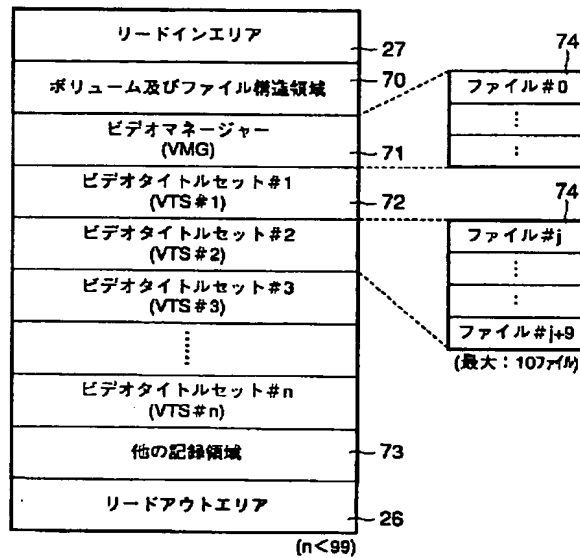 リードインエリア
27
ボリューム及びファイル構造領域
70
ビデオマネージャー
(VMG)
71
ビデオタイトルセット#1
(VTS#1)
72
ビデオタイトルセット#2
(VTS#2)
ビデオタイトルセット#3
(VTS#3)
ビデオタイトルセット#n
(VTS#n)
他の記録領域
73
リードアウトエリア
26
(n<99)
74
ファイル#0
74
ファイル#j
ファイル#j+9
(最大:10ファイル)